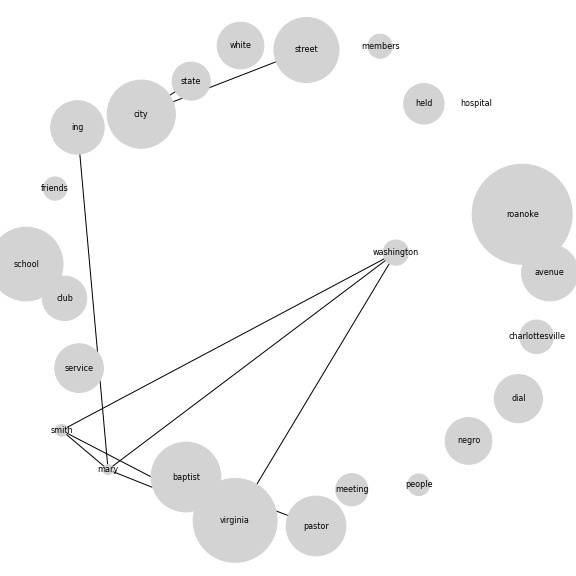 white
street
members
state
held
hospital
city
ing
friends
roanoke
washington
school
avenue
club
charlottesville
service
dial
smith
negro
mary
baptist
people
meeting
virginia
pastor